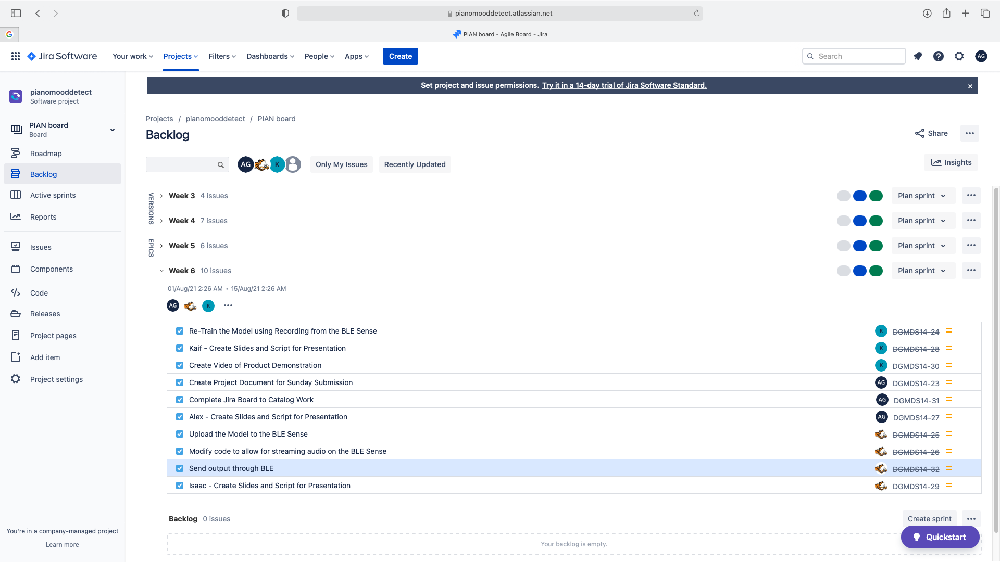 pianomooddetect.atlassian.net
G
PIAN board - Agile Board - Jira
Jira Software
Your work
Projects
Filters
Dashboards
People
Apps
Create
Search
AG
Set project and issue permissions. Try it in a 14-day trial of Jira Software Standard.
pianomooddetect
Software project
PIAN board
Board
Roadmap
Backlog
Active sprints
Reports
Issues
Components
Code
Releases
Project pages
Add item
Project settings
You're in a company-managed project
Learn more
Projects / pianomooddetect / PIAN board
Backlog
Share
AG K
Only My Issues
Recently Updated
Insights
VERSIONS
EPICS
Week 3 4 issues Plan sprint
Week 4 7 issues Plan sprint
Week 5 6 issues Plan sprint
Week 6 10 issues Plan sprint
01/Aug/21 2:26 AM • 15/Aug/21 2:26 AM
AG K
Re-Train the Model using Recording from the BLE Sense K DGMDS14-24
Kaif - Create Slides and Script for Presentation K DGMDS14-28
Create Video of Product Demonstration K DGMDS14-30
Create Project Document for Sunday Submission AG DGMDS14-23
Complete Jira Board to Catalog Work AG DGMDS14-31
Alex - Create Slides and Script for Presentation AG DGMDS14-27
Upload the Model to the BLE Sense DGMDS14-25
Modify code to allow for streaming audio on the BLE Sense DGMDS14-26
Send output through BLE DGMDS14-32
Isaac - Create Slides and Script for Presentation DGMDS14-29
Backlog 0 issues Create sprint
Quickstart
Your backlog is empty.